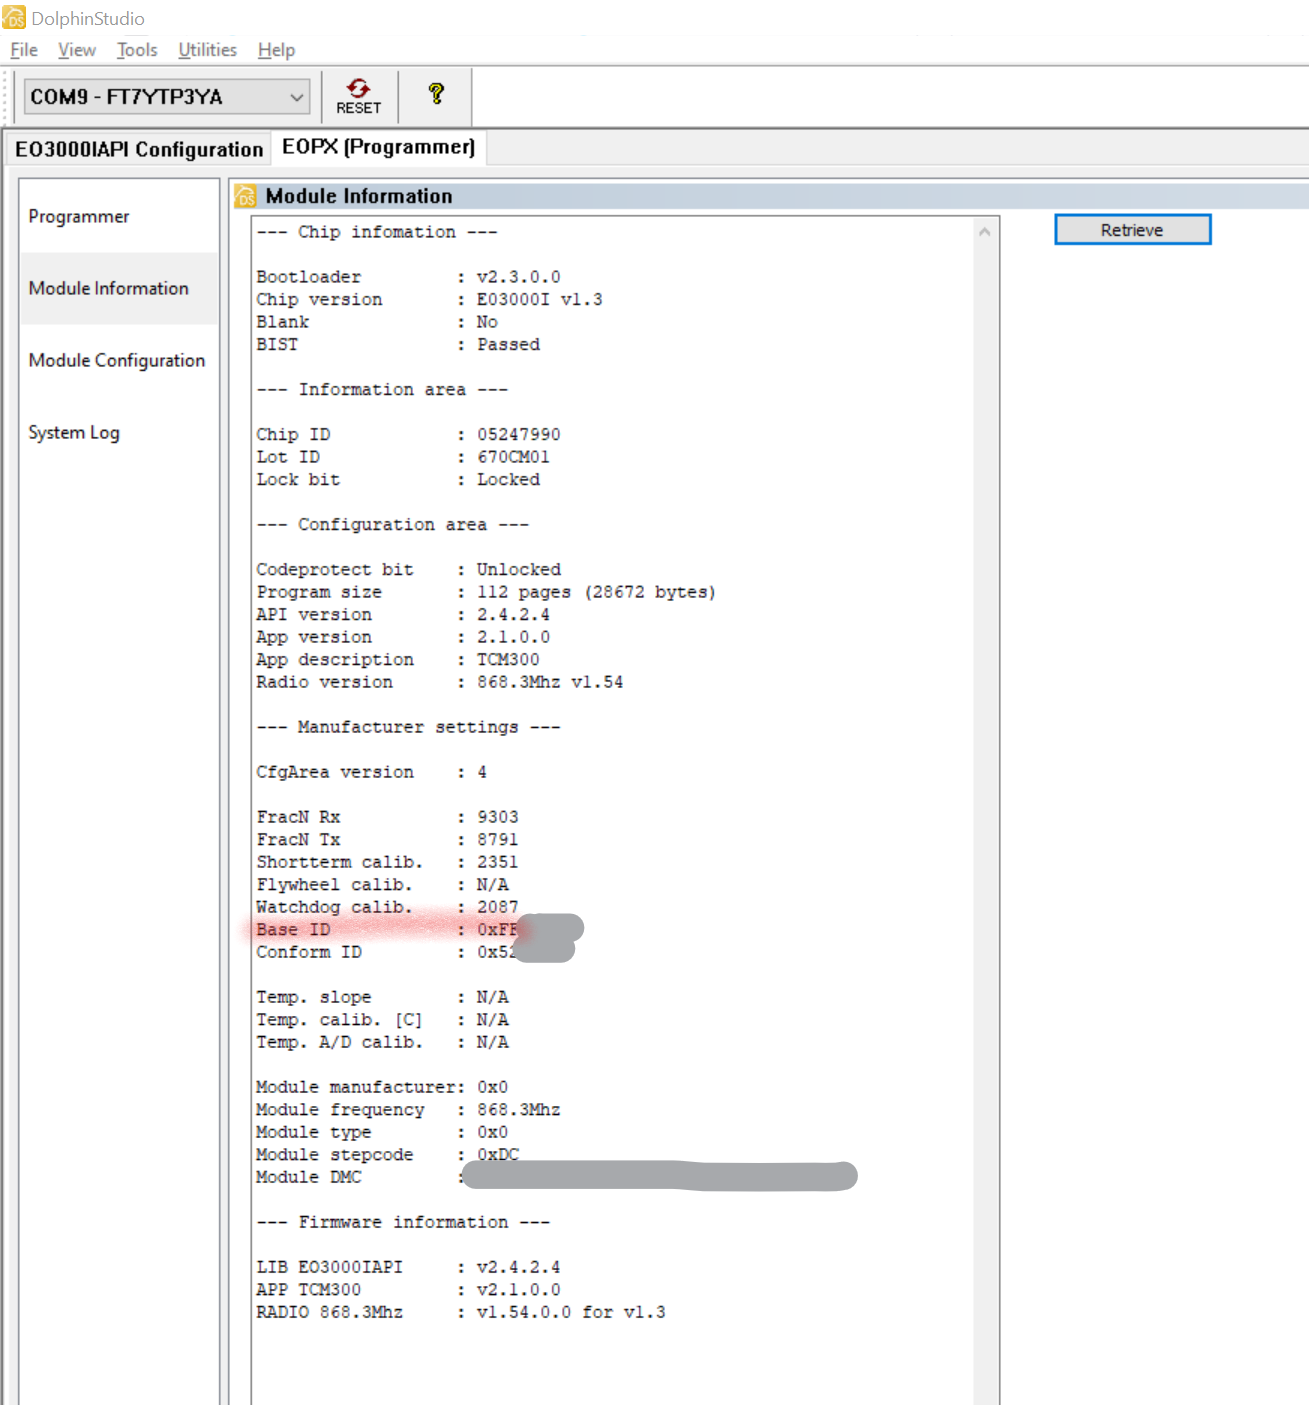 DolphinStudio
File View Tools Utilities Help
COM9 - FT7YTP3YA
RESET
?
EO3000IAPI Configuration
EOPX (Programmer)
Programmer
Module Information
Module Configuration
System Log
Module Information
Retrieve
--- Chip infomation ---
Bootloader : v2.3.0.0
Chip version : EO3000I v1.3
Blank : No
BIST : Passed
--- Information area ---
Chip ID : 05247990
Lot ID : 670CM01
Lock bit : Locked
--- Configuration area ---
Codeprotect bit : Unlocked
Program size : 112 pages (28672 bytes)
API version : 2.4.2.4
App version : 2.1.0.0
App description : TCM300
Radio version : 868.3Mhz v1.54
--- Manufacturer settings ---
CfgArea version : 4
FracN Rx : 9303
FracN Tx : 8791
Shortterm calib. : 2351
Flywheel calib. : N/A
Watchdog calib. : 2087
Base ID : 0xFF
Conform ID : 0x52
Temp. slope : N/A
Temp. calib. [C] : N/A
Temp. A/D calib. : N/A
Module manufacturer: 0x0
Module frequency : 868.3Mhz
Module type : 0x0
Module stepcode : 0xDC
Module DMC :
--- Firmware information ---
LIB EO3000IAPI : v2.4.2.4
APP TCM300 : v2.1.0.0
RADIO 868.3Mhz : v1.54.0.0 for v1.3